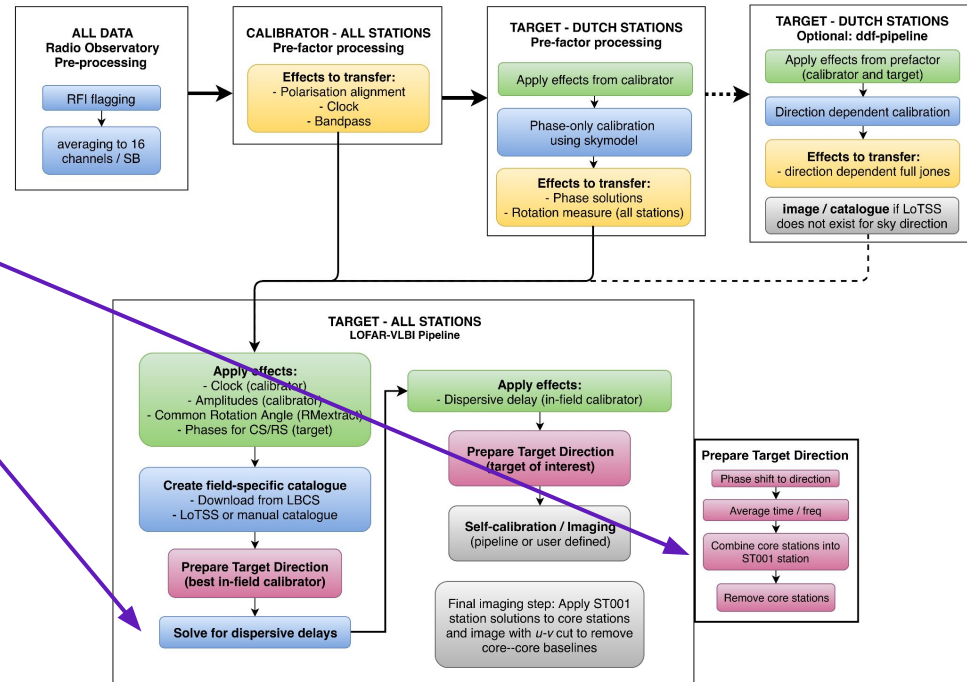 ALL DATA
Radio Observatory
Pre-processing
RFI flagging
averaging to 16
channels / SB
CALIBRATOR - ALL STATIONS
Pre-factor processing
Effects to transfer:
- Polarisation alignment
- Clock
- Bandpass
TARGET - DUTCH STATIONS
Pre-factor processing
Apply effects from calibrator
Phase-only calibration
using skymodel
Effects to transfer:
- Phase solutions
- Rotation measure (all stations)
TARGET - DUTCH STATIONS
Optional: ddf-pipeline
Apply effects from prefactor
(calibrator and target)
Direction dependent calibration
Effects to transfer:
- direction dependent full jones
image / catalogue if LoTSS
does not exist for sky direction
TARGET - ALL STATIONS
LOFAR-VLBI Pipeline
Apply effects:
- Clock (calibrator)
- Amplitudes (calibrator)
- Common Rotation Angle (RMextract)
- Phases for CS/RS (target)
Create field-specific catalogue
- Download from LBCS
- LoTSS or manual catalogue
Prepare Target Direction
(best in-field calibrator)
Solve for dispersive delays
Apply effects:
- Dispersive delay (in-field calibrator)
Prepare Target Direction
(target of interest)
Self-calibration / Imaging
(pipeline or user defined)
Final imaging step: Apply ST001
station solutions to core stations
and image with u-v cut to remove
core--core baselines
Prepare Target Direction
Phase shift to direction
Average time / freq
Combine core stations into
ST001 station
Remove core stations